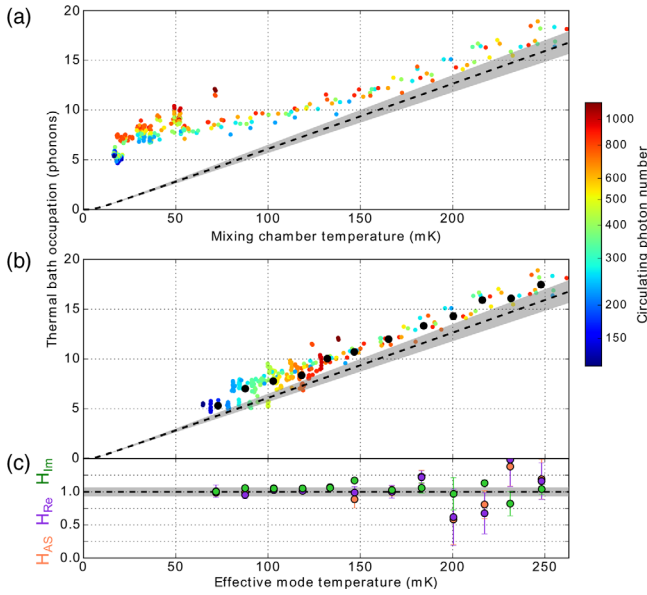 (a)
20
15
10
5
0
0 50 100 150 200 250
Mixing chamber temperature (mK)
Thermal bath occupation (phonons)
1000
800
600
500
400
300
200
150
Circulating photon number
(b)
20
15
10
5
0
(c)
1.0
0.5
0.0
H_AS H_Re H_Im
0 50 100 150 200 250
Effective mode temperature (mK)